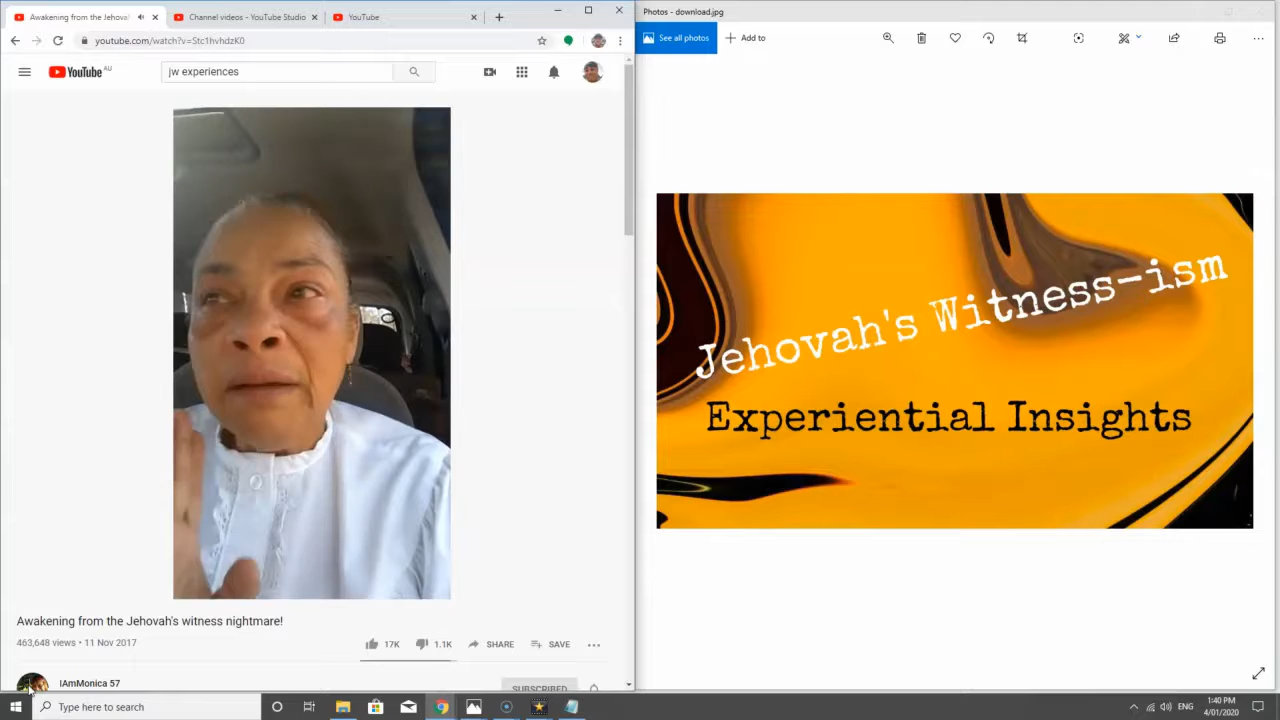 Awakening from the Jehoval
Channel videos - YouTube Studio
YouTube
Photos - download.jpg
youtube.com/watch?v=Stc1hvhdzK0
See all photos
Add to
YouTube AU
jw experiences
Jehovah's Witness-ism
Experiential Insights
Awakening from the Jehovah's witness nightmare!
463,648 views • 11 Nov 2017
17K
1.1K
SHARE
SAVE
IAmMonica 57
SUBSCRIBED
Type here to search
ENG
1:40 PM
4/01/2020